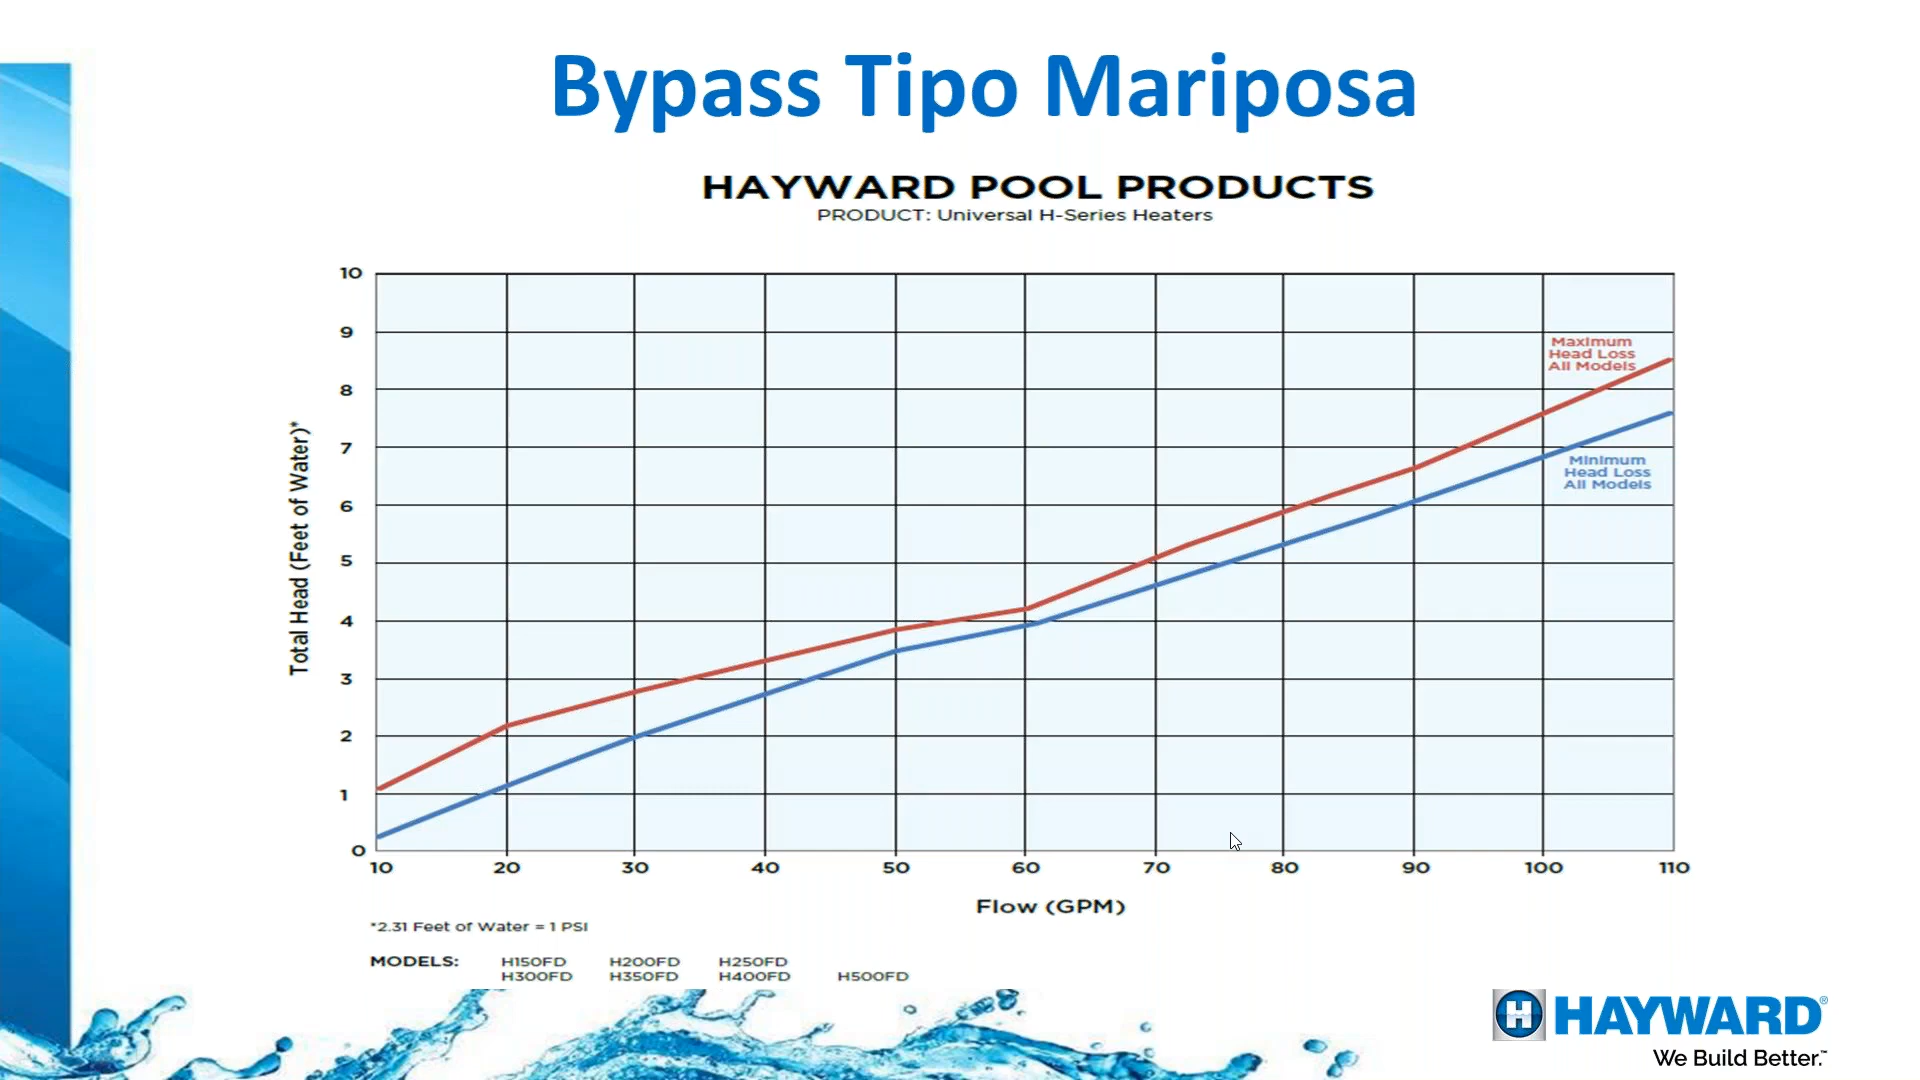 Bypass Tipo Mariposa
HAYWARD POOL PRODUCTS
PRODUCT: Universal H-Series Heaters
10
9
8
7
6
5
4
3
2
1
0
Total Head (Feet of Water)*
Maximum
Head Loss
All Models
Minimum
Head Loss
All Models
10 20 30 40 50 60 70 80 90 100 110
Flow (GPM)
*2.31 Feet of Water = 1 PSI
MODELS: H150FD H200FD H250FD
H300FD H350FD H400FD H500FD
H HAYWARD®
We Build Better.™